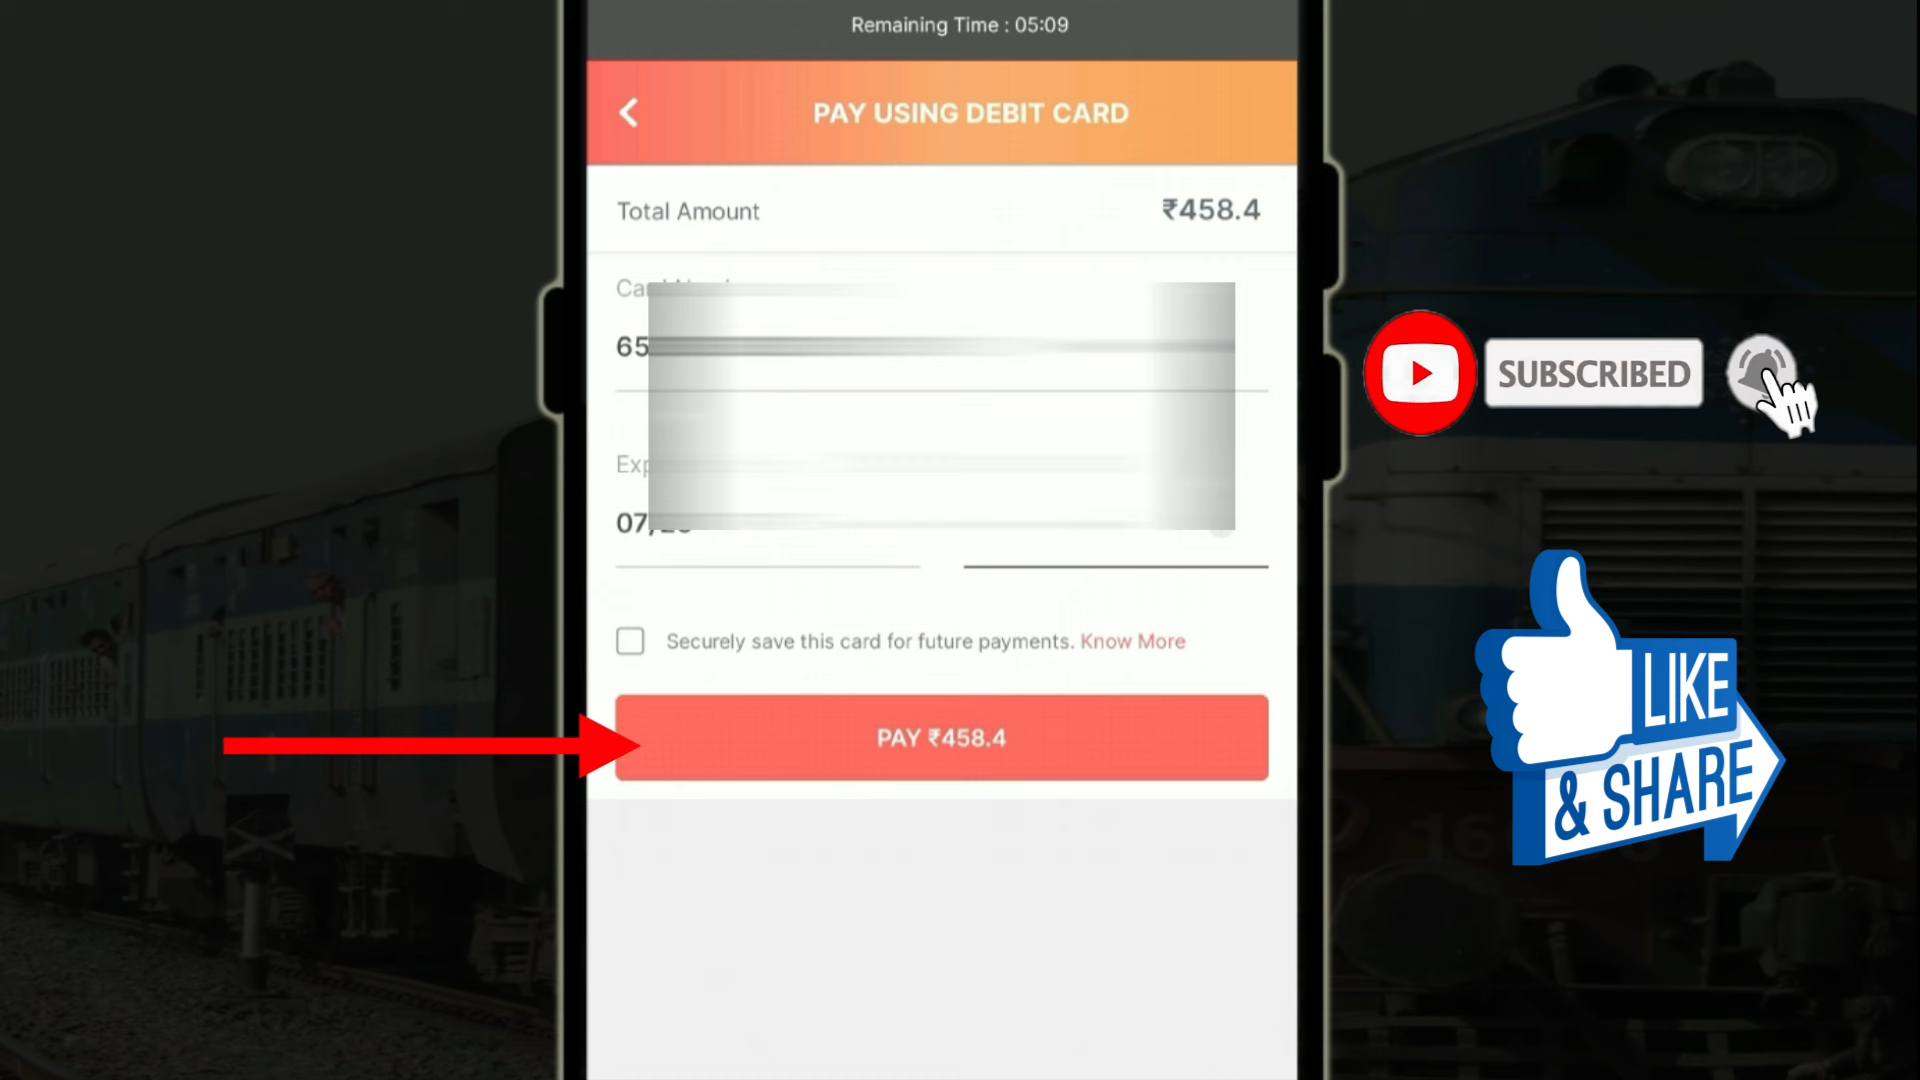 Remaining Time : 05:09
PAY USING DEBIT CARD
Total Amount
₹458.4
65
SUBSCRIBED
07/
Securely save this card for future payments. Know More
PAY ₹458.4
LIKE
& SHARE